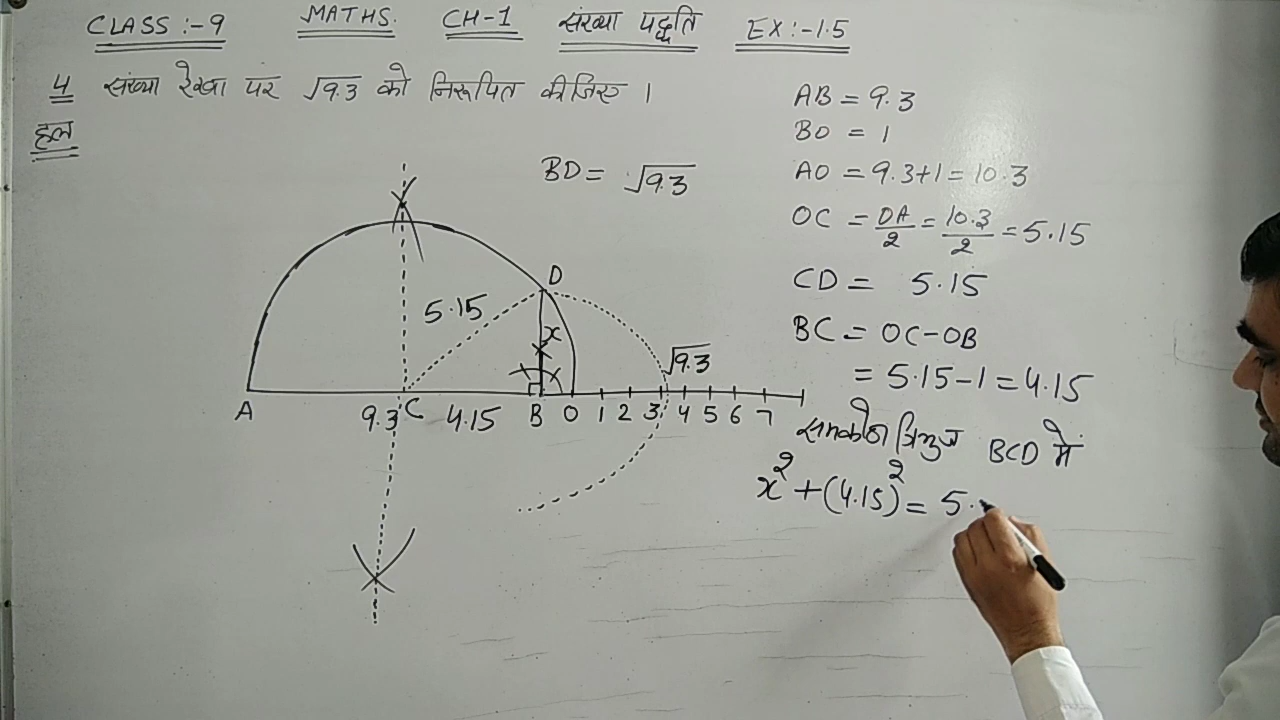 CLASS :-9 MATHS. CH-1 संख्या पद्धति EX:-1.5
4 संख्या रेखा पर √9.3 को निरूपित कीजिए ।
हल
BD = √9.3
AB = 9.3
BO = 1
AO = 9.3+1 = 10.3
OC = OA/2 = 10.3/2 = 5.15
CD = 5.15
BC = OC-OB
= 5.15-1 = 4.15
समकोण त्रिभुज BCD में
x² + (4.15)² = 5.
D
5.15
x
√9.3
A 9.3 C 4.15 B 0 1 2 3 4 5 6 7